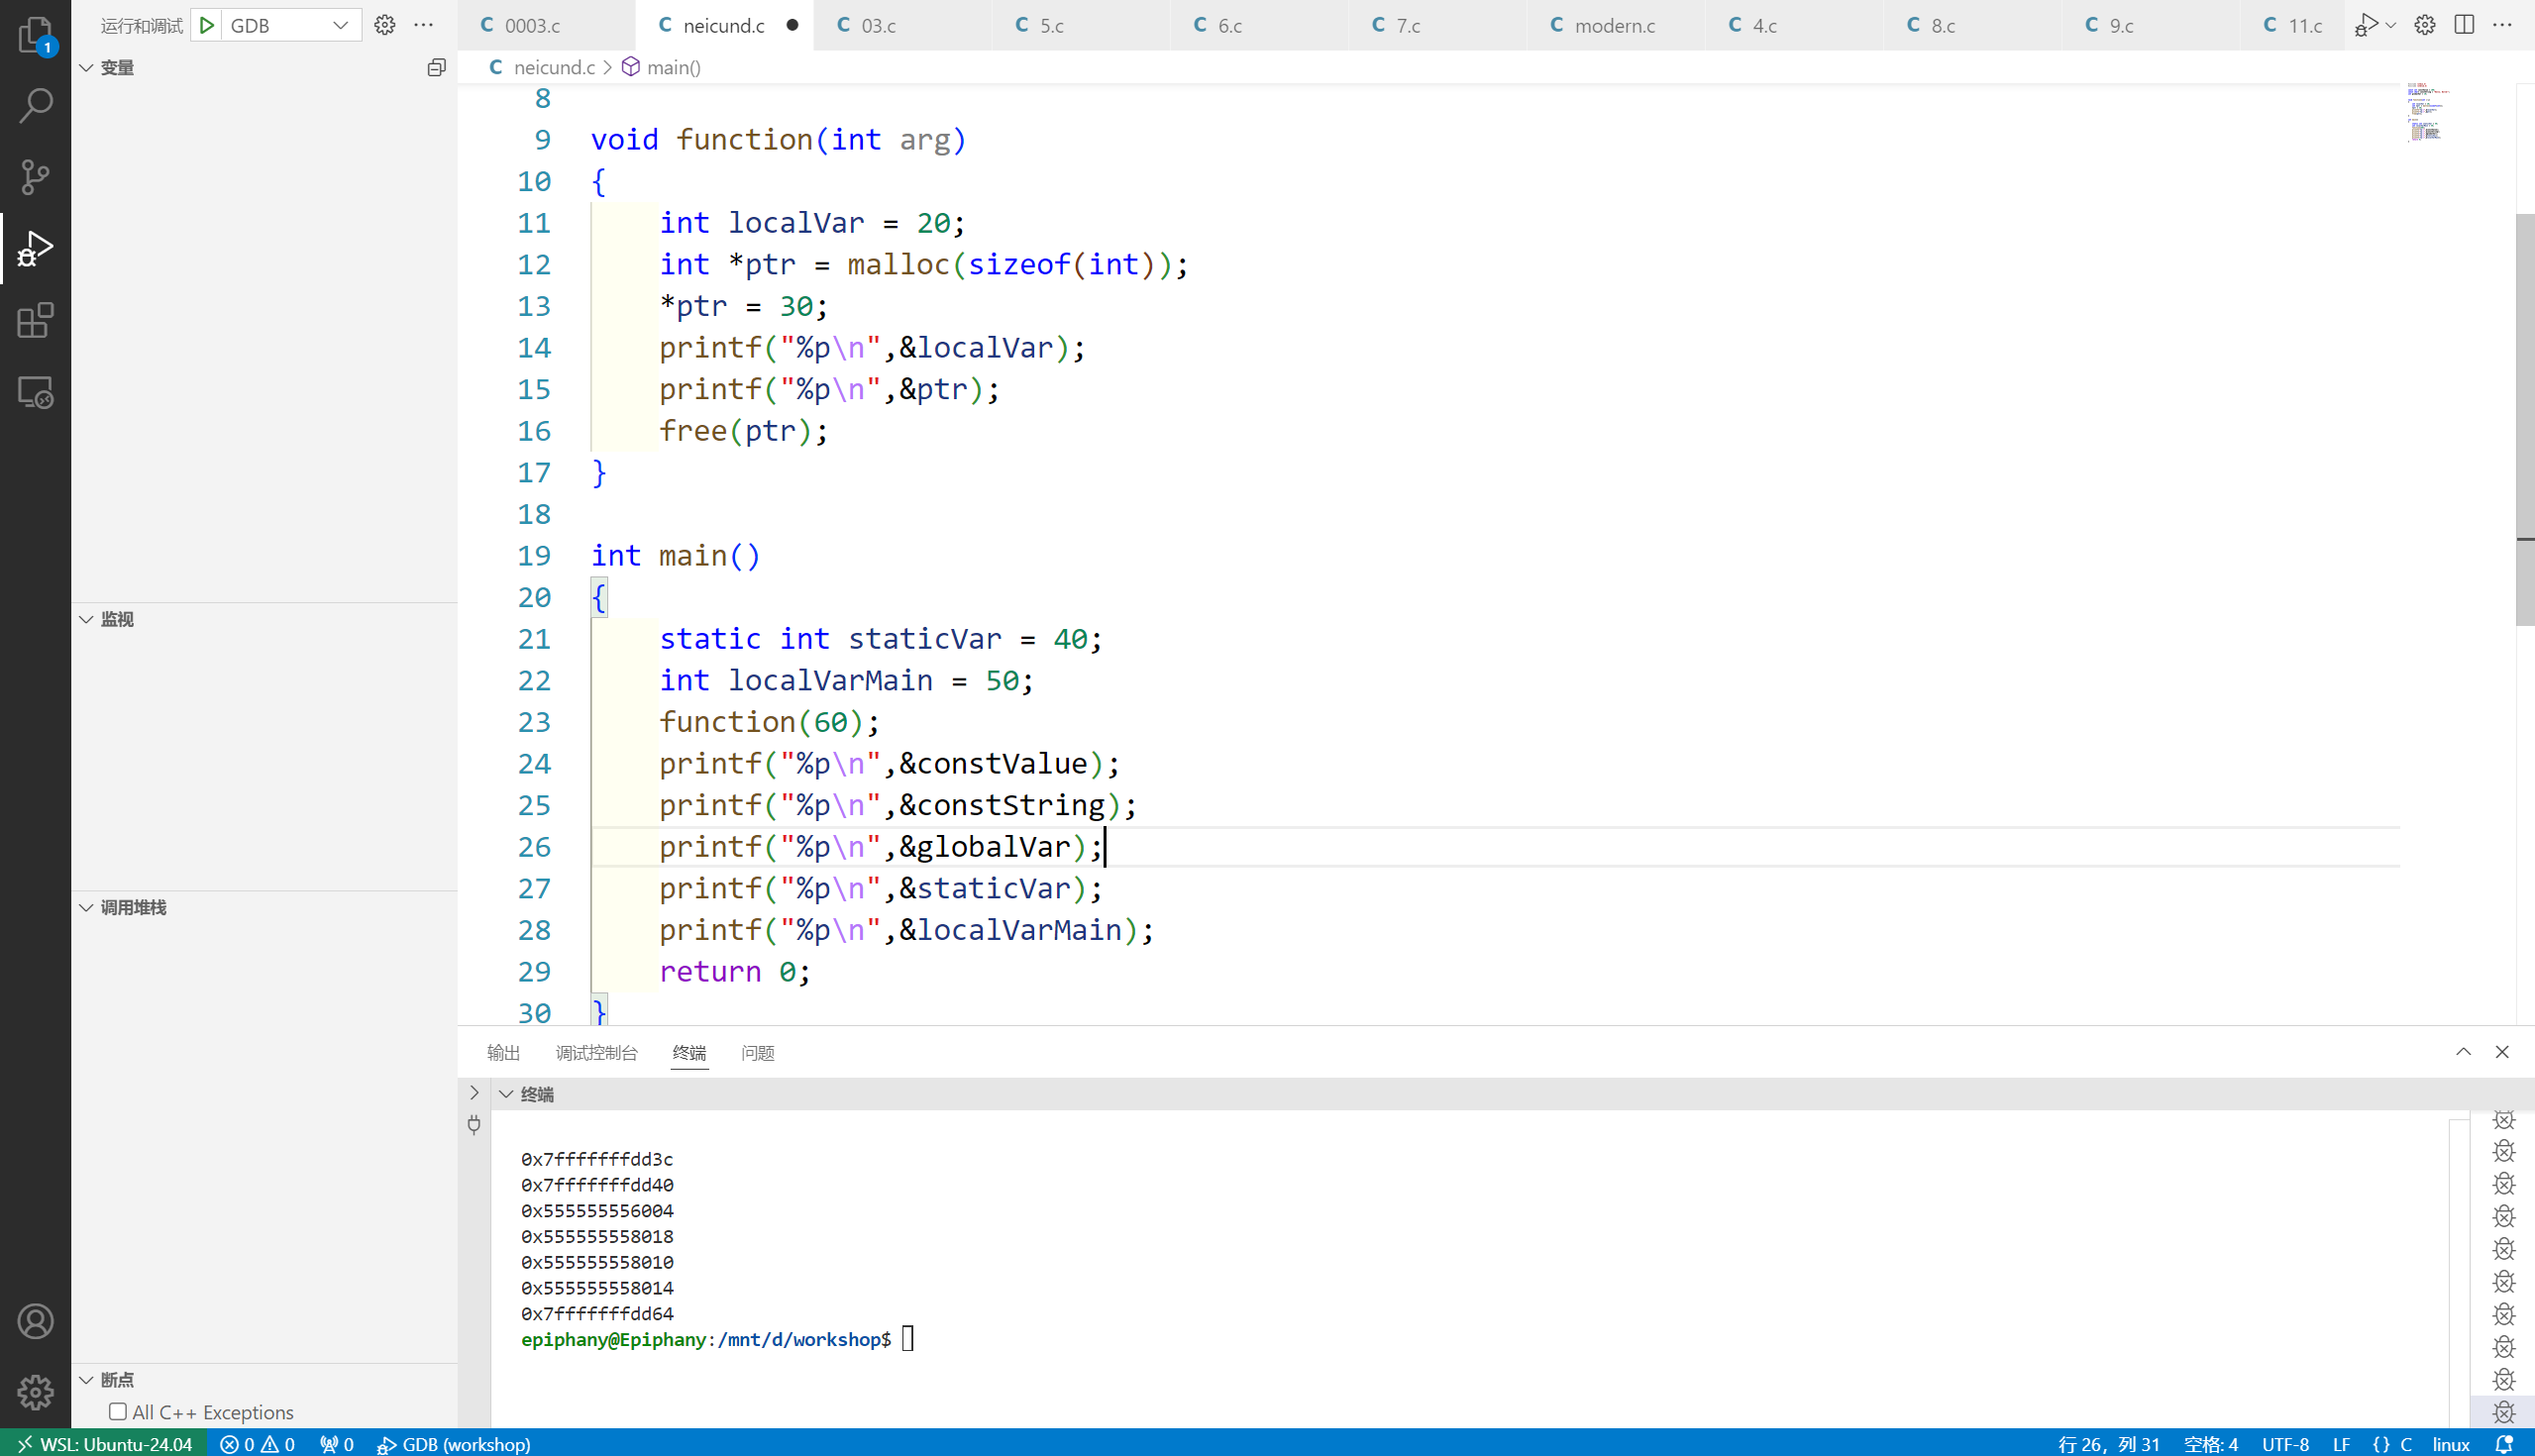 运行和调试 GDB
0003.c neicund.c 03.c 5.c 6.c 7.c modern.c 4.c 8.c 9.c 11.c
1
变量
neicund.c > main()
8
9 void function(int arg)
10 {
11 int localVar = 20;
12 int *ptr = malloc(sizeof(int));
13 *ptr = 30;
14 printf("%p\n",&localVar);
15 printf("%p\n",&ptr);
16 free(ptr);
17 }
18
19 int main()
20 {
21 static int staticVar = 40;
22 int localVarMain = 50;
23 function(60);
24 printf("%p\n",&constValue);
25 printf("%p\n",&constString);
26 printf("%p\n",&globalVar);
27 printf("%p\n",&staticVar);
28 printf("%p\n",&localVarMain);
29 return 0;
30 }
监视
调用堆栈
断点
All C++ Exceptions
输出 调试控制台 终端 问题
终端
0x7fffffffdd3c
0x7fffffffdd40
0x555555556004
0x555555558018
0x555555558010
0x555555558014
0x7fffffffdd64
epiphany@Epiphany:/mnt/d/workshop$
WSL: Ubuntu-24.04 0 0 0 GDB (workshop) 行 26，列 31 空格: 4 UTF-8 LF {} C linux